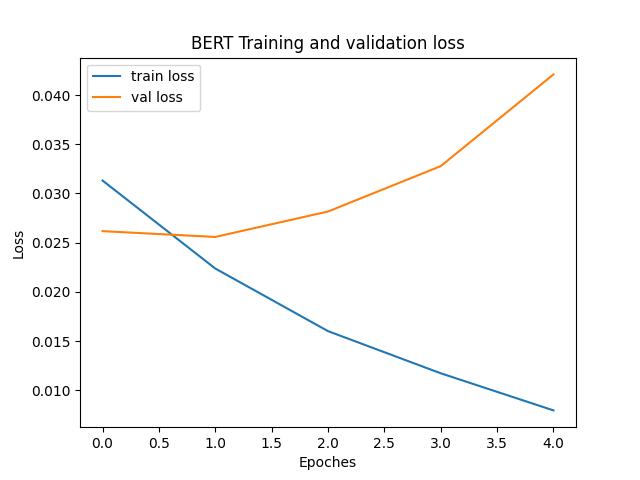 BERT Training and validation loss
train loss
val loss
0.040
0.035
0.030
0.025
0.020
0.015
0.010
Loss
0.0 0.5 1.0 1.5 2.0 2.5 3.0 3.5 4.0
Epoches